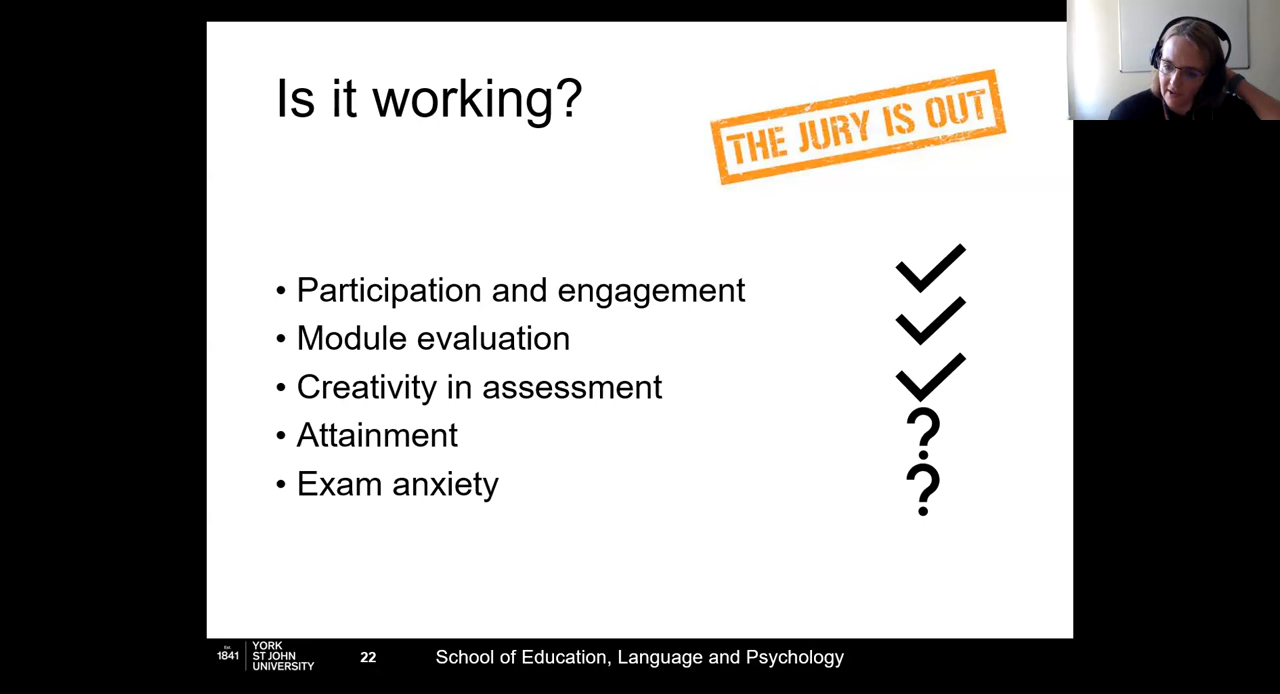 Is it working?
THE JURY IS OUT
• Participation and engagement
• Module evaluation
• Creativity in assessment
• Attainment
?
• Exam anxiety
?
Est.
1841
YORK
ST JOHN
UNIVERSITY
22
School of Education, Language and Psychology